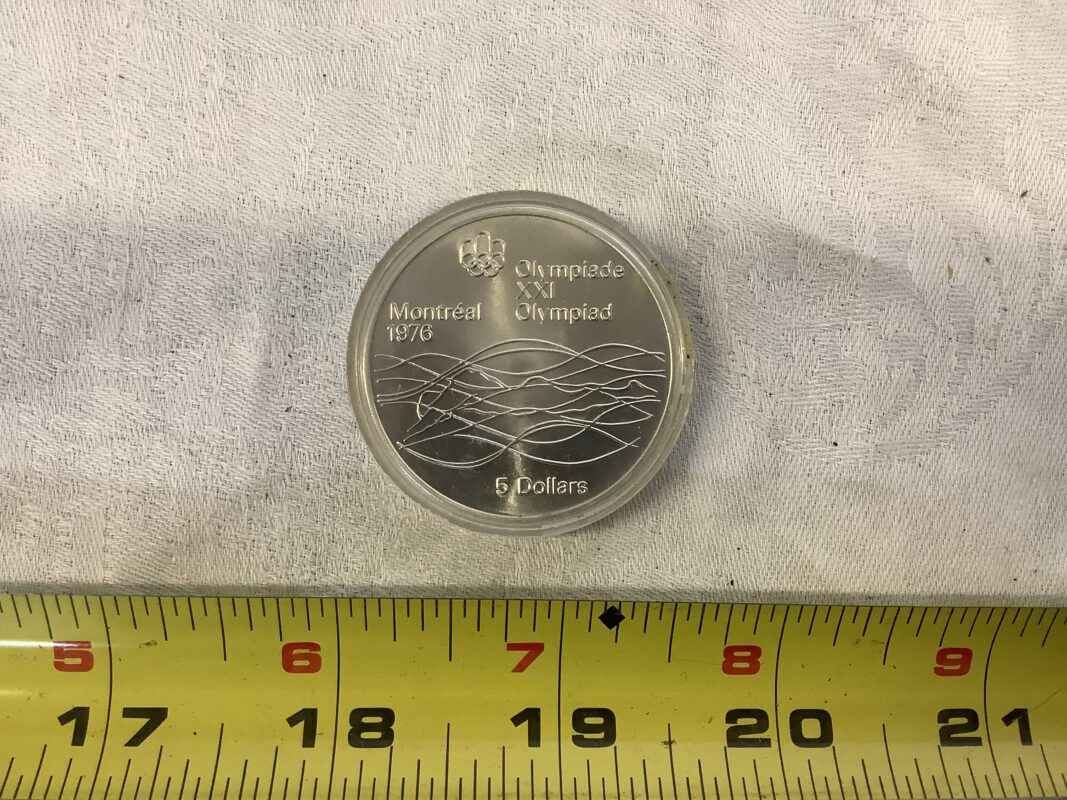 Olympiade
XXI
Montréal Olympiad
1976
5 Dollars
5 6 7 8 9
17 18 19 20 21